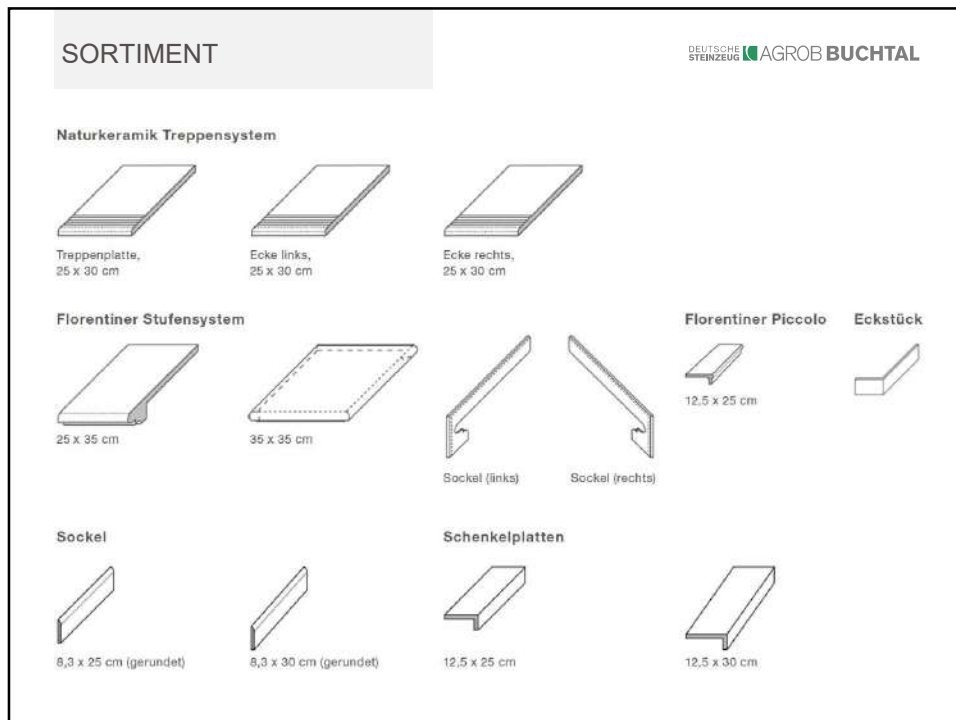 SORTIMENT
DEUTSCHE
STEINZEUG
AGROB BUCHTAL
Naturkeramik Treppensystem
Treppenplatte,
25 x 30 cm
Ecke links,
25 x 30 cm
Ecke rechts,
25 x 30 cm
Florentiner Stufensystem
25 x 35 cm
35 x 35 cm
Sockel (links)
Sockel (rechts)
Florentiner Piccolo
12,5 x 25 cm
Eckstück
Sockel
8,3 x 25 cm (gerundet)
8,3 x 30 cm (gerundet)
Schenkelplatten
12,5 x 25 cm
12,5 x 30 cm